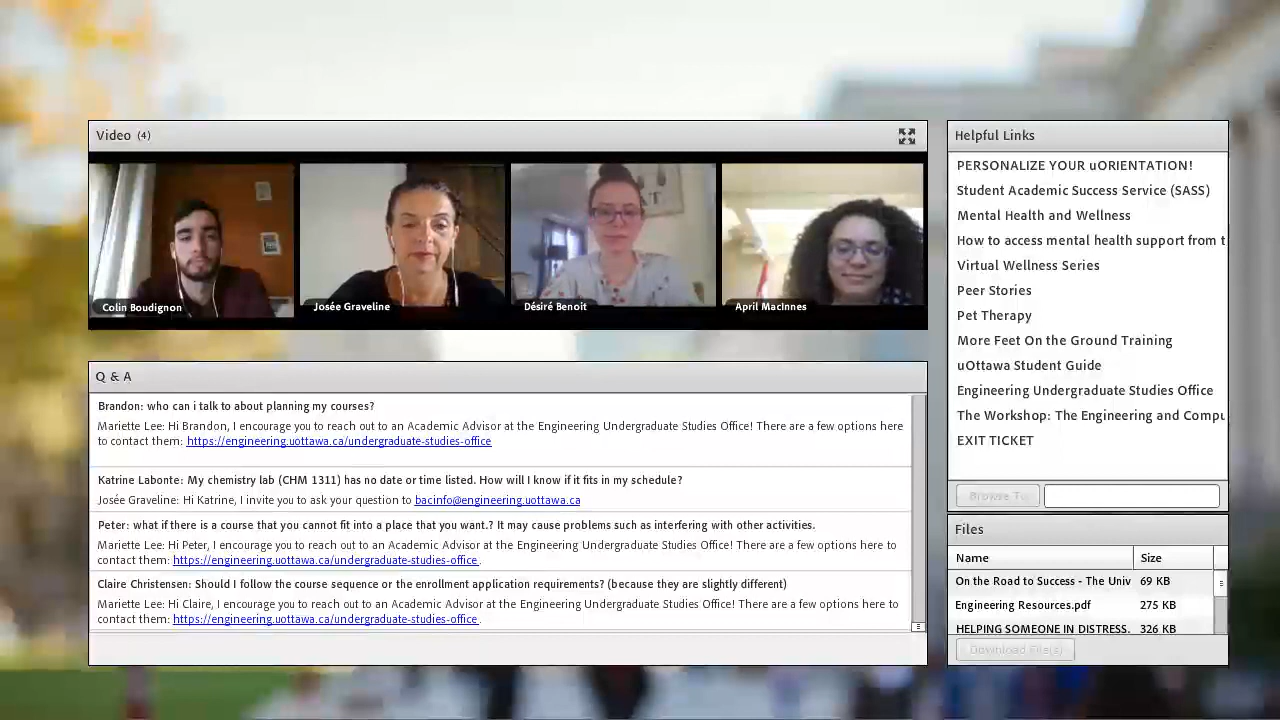 Video (4)
Colin Boudignon
Josée Graveline
Désiré Benoit
April MacInnes
Q & A
Brandon: who can i talk to about planning my courses?
Mariette Lee: Hi Brandon, I encourage you to reach out to an Academic Advisor at the Engineering Undergraduate Studies Office! There are a few options here
to contact them: https://engineering.uottawa.ca/undergraduate-studies-office
Katrine Labonte: My chemistry lab (CHM 1311) has no date or time listed. How will I know if it fits in my schedule?
Josée Graveline: Hi Katrine, I invite you to ask your question to bacinfo@engineering.uottawa.ca
Peter: what if there is a course that you cannot fit into a place that you want.? It may cause problems such as interfering with other activities.
Mariette Lee: Hi Peter, I encourage you to reach out to an Academic Advisor at the Engineering Undergraduate Studies Office! There are a few options here to
contact them: https://engineering.uottawa.ca/undergraduate-studies-office .
Claire Christensen: Should I follow the course sequence or the enrollment application requirements? (because they are slightly different)
Mariette Lee: Hi Claire, I encourage you to reach out to an Academic Advisor at the Engineering Undergraduate Studies Office! There are a few options here to
contact them: https://engineering.uottawa.ca/undergraduate-studies-office .
Helpful Links
PERSONALIZE YOUR uORIENTATION!
Student Academic Success Service (SASS)
Mental Health and Wellness
How to access mental health support from t
Virtual Wellness Series
Peer Stories
Pet Therapy
More Feet On the Ground Training
uOttawa Student Guide
Engineering Undergraduate Studies Office
The Workshop: The Engineering and Compu
EXIT TICKET
Browse To
Files
Name Size
On the Road to Success - The Univ 69 KB
Engineering Resources.pdf 275 KB
HELPING SOMEONE IN DISTRESS. 326 KB
Download File(s)